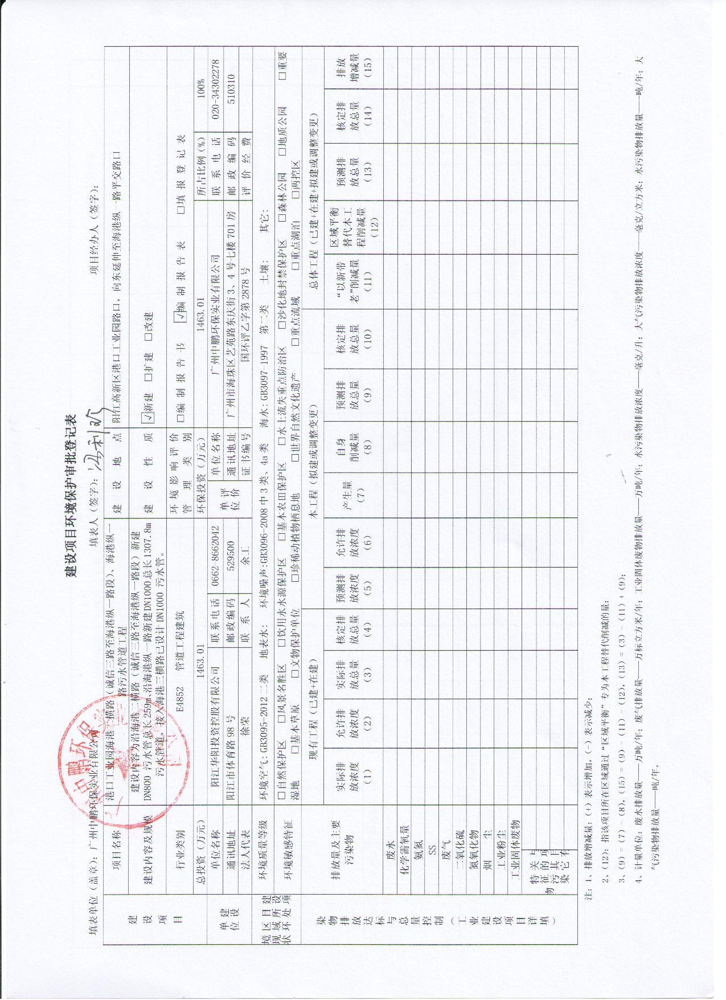 建设项目环境保护审批登记表
填表单位（盖章）：广州中鹏环保实业有限公司 填表人（签字）： 项目经办人（签字）：
建设项目
项目名称 港口工业园海港二横路（诚信三路至海港纵一路段）、海港纵一路污水管道工程
建设地点 阳江高新区港口工业园路口，向东延伸至海港纵一路平交路口
建设内容及规模 建设内容为沿海港二横路（诚信三路至海港纵一路段）新建
DN800 污水管总长259m、沿海港纵一路新建DN1000总长1307.8m
污水管道，接入海港三横路已设计DN1000 污水管。
建设性质 ☑新建 □扩建 □改建
行业类别 E4852 管道工程建筑
环境影响评价管理类别 □编制报告书 ☑编制报告表 □填报登记表
总投资（万元） 1463.01 环保投资（万元） 1463.01 所占比例（%） 100%
建设单位
单位名称 阳江华阳投资控股有限公司 联系电话 0662-8662042
评价单位
单位名称 广州中鹏环保实业有限公司 联系电话 020-34302278
通讯地址 阳江市体育路98号 邮政编码 529500
通讯地址 广州市海珠区艺苑路东庆街3、4号七楼701房 邮政编码 510310
法人代表 徐荣 联系人 余工
证书编号 国环评乙字第2878号 评价经费
建设项目所处区域环境现状
环境质量等级 环境空气:GB3095-2012二类 地表水: 环境噪声:GB3096-2008中3类、4a类 海水:GB3097-1997 第二类 土壤: 其它:
环境敏感特征 □自然保护区 □风景名胜区 □饮用水水源保护区 □基本农田保护区 □水土流失重点防治区 □沙化地封禁保护区 □森林公园 □地质公园 □重要
湿地 □基本草原 □文物保护单位 □珍稀动植物栖息地 □世界自然文化遗产 □重点流域 □重点湖泊 □两控区
污染物排放达标与总量控制（工业建设项目详填）
排放量及主要污染物
现有工程（已建+在建） 本工程（拟建或调整变更） 总体工程（已建+在建+拟建或调整变更）
实际排放浓度（1） 允许排放浓度（2） 实际排放总量（3） 核定排放总量（4） 预测排放浓度（5） 允许排放浓度（6） 产生量（7） 自身削减量（8） 预测排放总量（9） 核定排放总量（10） “以新带老”削减量（11） 区域平衡替代本工程削减量（12） 预测排放总量（13） 核定排放总量（14） 排放增减量（15）
废水
化学需氧量
氨氮
SS
废气
二氧化硫
氮氧化物
烟尘
工业粉尘
工业固体废物
与项目有关的其它特征污染物
注：1、排放增减量：(+) 表示增加，(-) 表示减少；
2、(12)：指该项目所在区域通过“区域平衡”专为本工程替代削减的量；
3、(9) = (7) - (8)，(15) = (9) - (11) - (12)，(13) = (3) - (11) + (9)；
4、计量单位：废水排放量——万吨/年；废气排放量——万标立方米/年；工业固体废物排放量——万吨/年；水污染物排放浓度——毫克/升；大气污染物排放浓度——毫克/立方米；水污染物排放量——吨/年；大
气污染物排放量——吨/年。